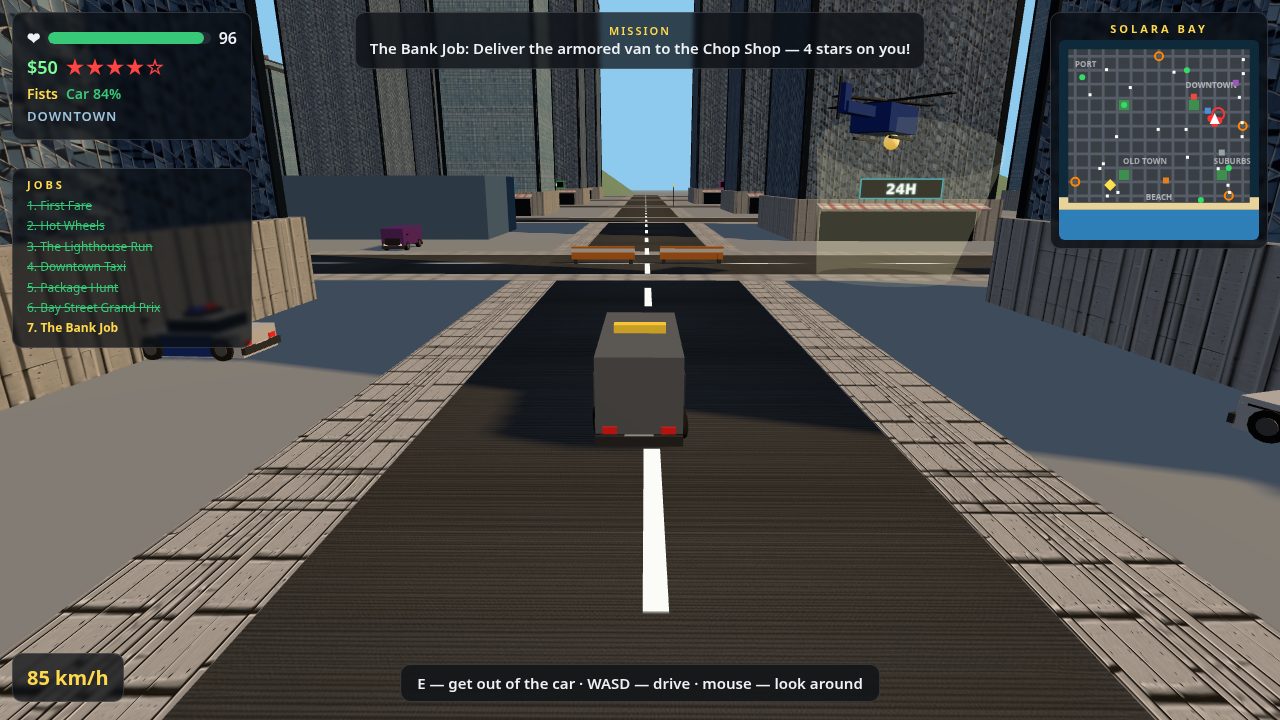 ❤ 96
$50 ★★★★☆
Fists Car 84%
DOWNTOWN
JOBS
1. First Fare
2. Hot Wheels
3. The Lighthouse Run
4. Downtown Taxi
5. Package Hunt
6. Bay Street Grand Prix
7. The Bank Job
MISSION
The Bank Job: Deliver the armored van to the Chop Shop — 4 stars on you!
24H
SOLARA BAY
PORT
DOWNTOWN
OLD TOWN
SUBURBS
BEACH
85 km/h
E — get out of the car · WASD — drive · mouse — look around